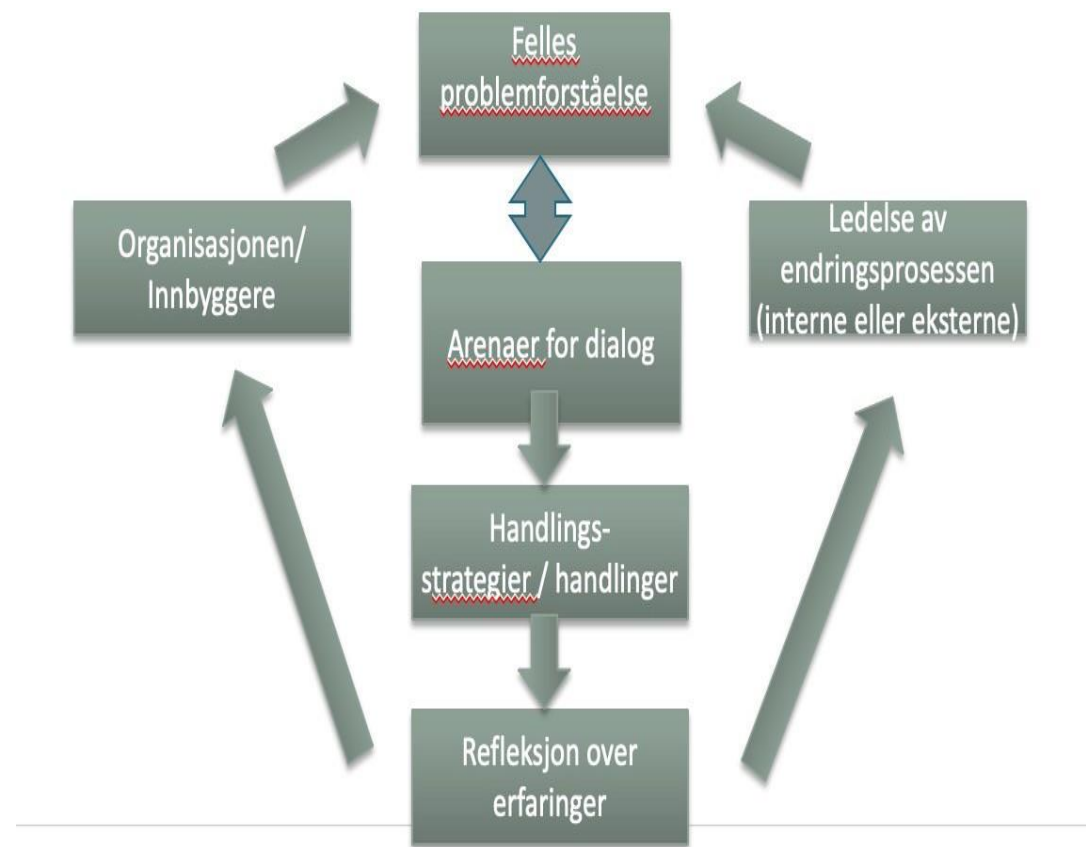 Felles
problemforståelse
Organisasjonen/
Innbyggere
Ledelse av
endringsprosessen
(interne eller eksterne)
Arenaer for dialog
Handlings-
strategier / handlinger
Refleksjon over
erfaringer